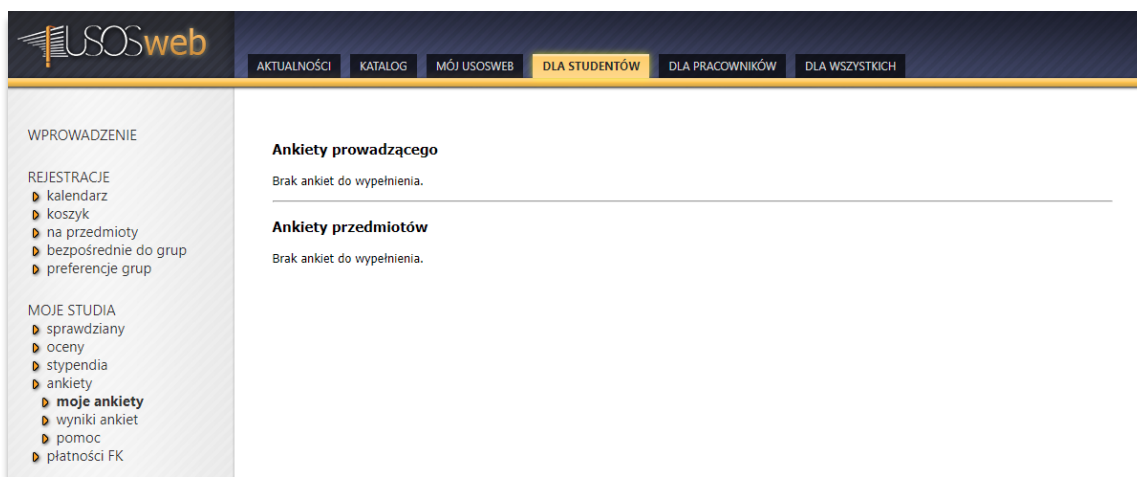 USOSweb
AKTUALNOŚCI KATALOG MÓJ USOSWEB DLA STUDENTÓW DLA PRACOWNIKÓW DLA WSZYSTKICH
WPROWADZENIE
REJESTRACJE
kalendarz
koszyk
na przedmioty
bezpośrednie do grup
preferencje grup
MOJE STUDIA
sprawdziany
oceny
stypendia
ankiety
moje ankiety
wyniki ankiet
pomoc
płatności FK
Ankiety prowadzącego
Brak ankiet do wypełnienia.
Ankiety przedmiotów
Brak ankiet do wypełnienia.